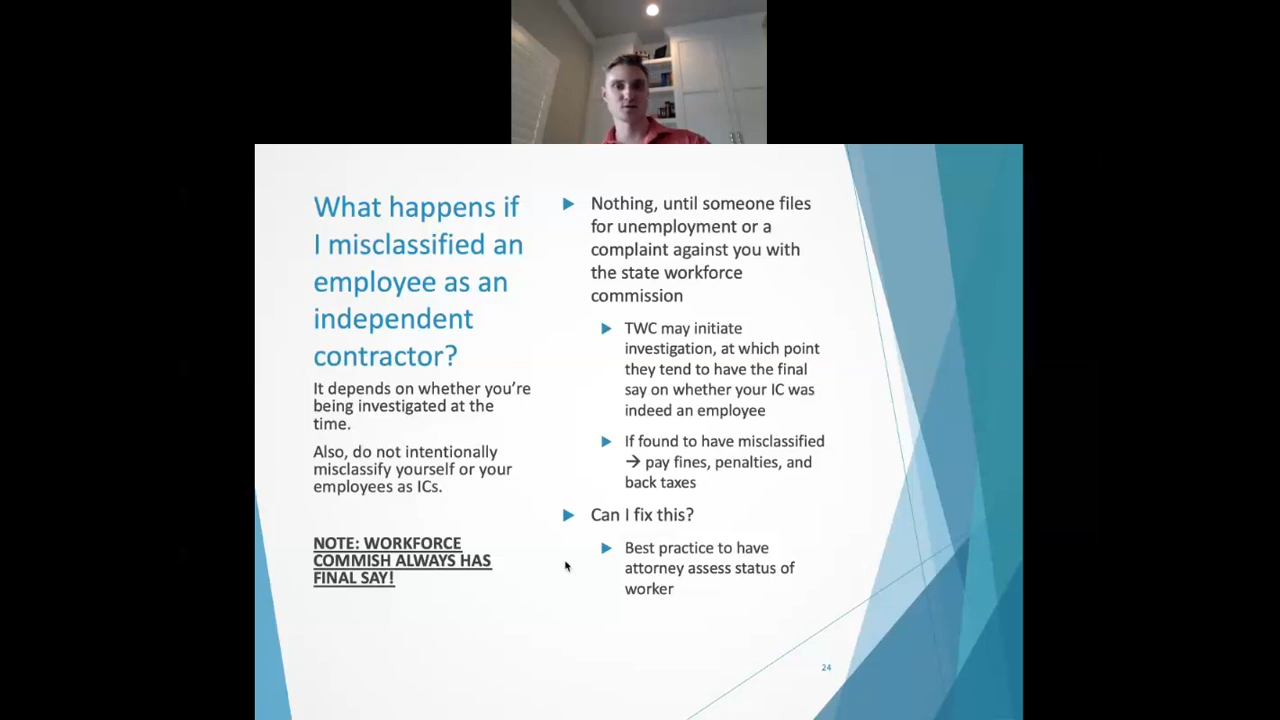 What happens if
I misclassified an
employee as an
independent
contractor?
It depends on whether you’re
being investigated at the
time.
Also, do not intentionally
misclassify yourself or your
employees as ICs.
NOTE: WORKFORCE
COMMISH ALWAYS HAS
FINAL SAY!
Nothing, until someone files
for unemployment or a
complaint against you with
the state workforce
commission
TWC may initiate
investigation, at which point
they tend to have the final
say on whether your IC was
indeed an employee
If found to have misclassified
→ pay fines, penalties, and
back taxes
Can I fix this?
Best practice to have
attorney assess status of
worker
24